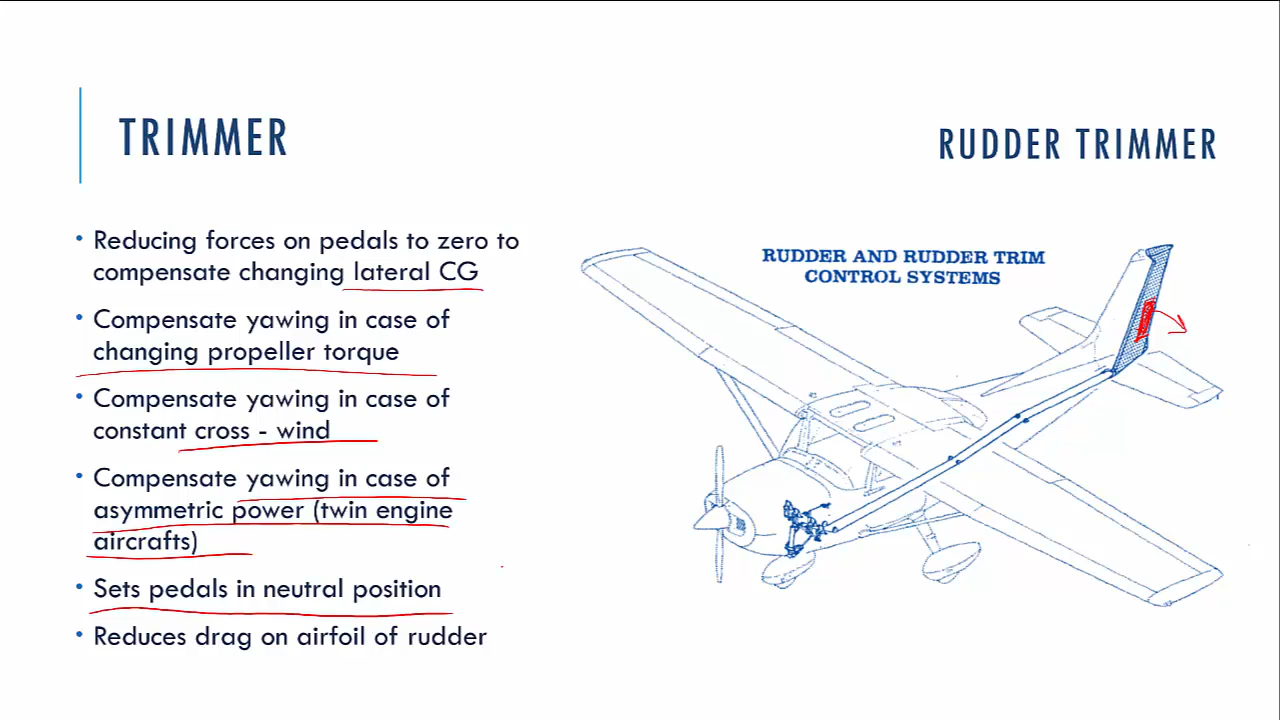 TRIMMER
RUDDER TRIMMER
• Reducing forces on pedals to zero to
compensate changing lateral CG
• Compensate yawing in case of
changing propeller torque
• Compensate yawing in case of
constant cross - wind
• Compensate yawing in case of
asymmetric power (twin engine
aircrafts)
• Sets pedals in neutral position
• Reduces drag on airfoil of rudder
RUDDER AND RUDDER TRIM
CONTROL SYSTEMS